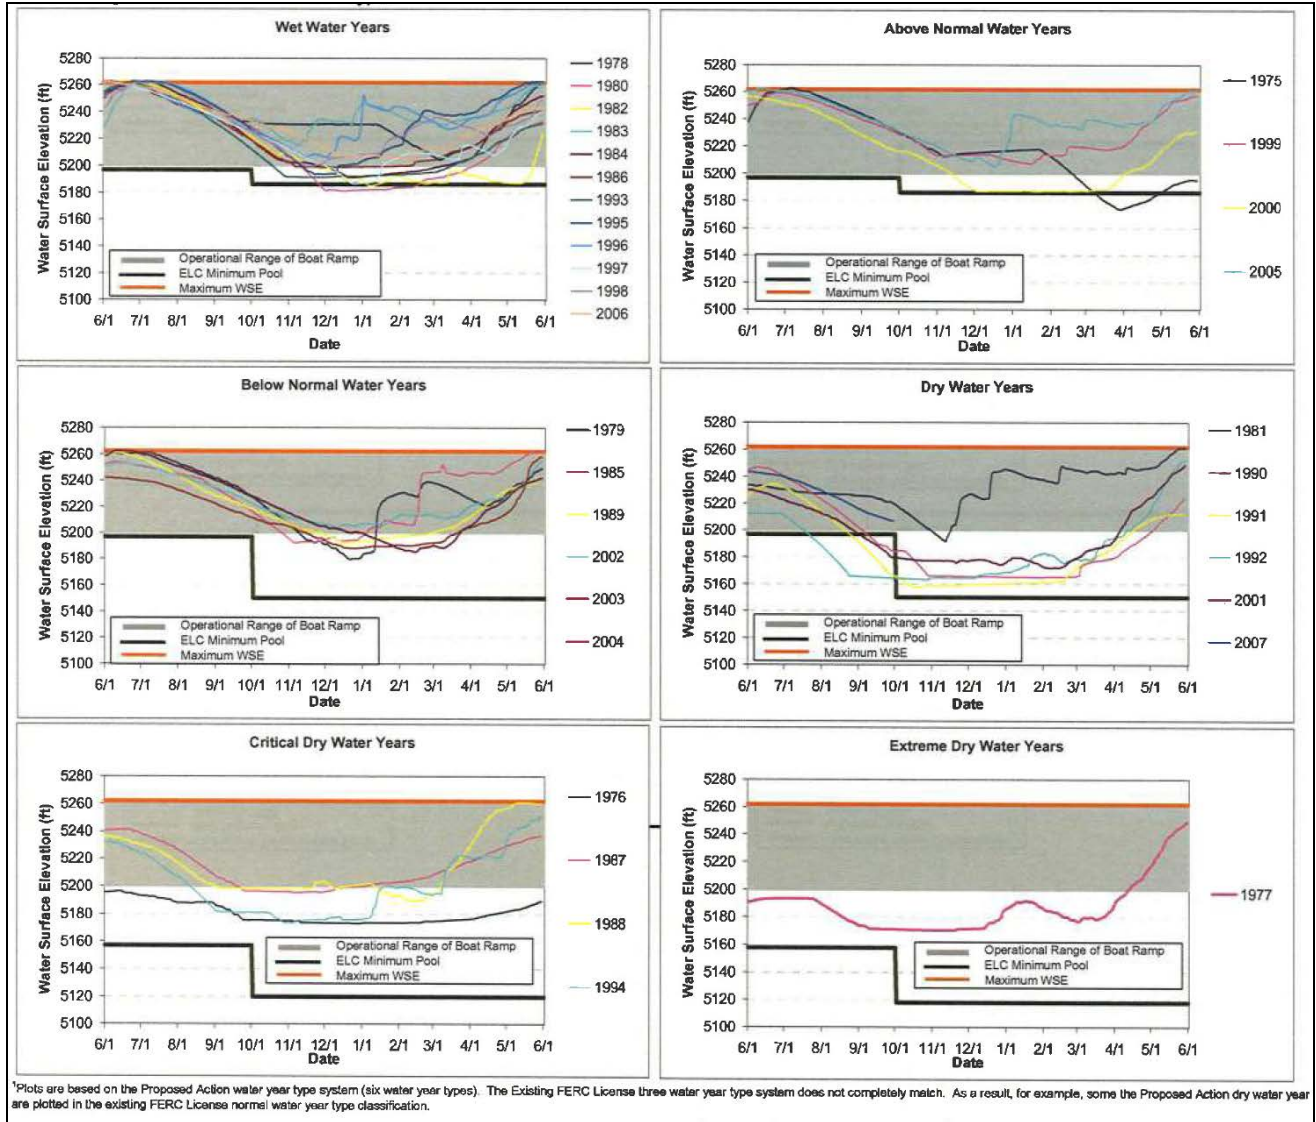 Wet Water Years
Water Surface Elevation (ft)
5280
5260
5240
5220
5200
5180
5160
5140
5120
5100
6/1 7/1 8/1 9/1 10/1 11/1 12/1 1/1 2/1 3/1 4/1 5/1 6/1
Date
Operational Range of Boat Ramp
ELC Minimum Pool
Maximum WSE
1978
1980
1982
1983
1984
1986
1993
1995
1996
1997
1998
2006
Above Normal Water Years
Water Surface Elevation (ft)
5280
5260
5240
5220
5200
5180
5160
5140
5120
5100
6/1 7/1 8/1 9/1 10/1 11/1 12/1 1/1 2/1 3/1 4/1 5/1 6/1
Date
Operational Range of Boat Ramp
ELC Minimum Pool
Maximum WSE
1975
1999
2000
2005
Below Normal Water Years
Water Surface Elevation (ft)
5280
5260
5240
5220
5200
5180
5160
5140
5120
5100
6/1 7/1 8/1 9/1 10/1 11/1 12/1 1/1 2/1 3/1 4/1 5/1 6/1
Date
Operational Range of Boat Ramp
ELC Minimum Pool
Maximum WSE
1979
1985
1989
2002
2003
2004
Dry Water Years
Water Surface Elevation (ft)
5280
5260
5240
5220
5200
5180
5160
5140
5120
5100
6/1 7/1 8/1 9/1 10/1 11/1 12/1 1/1 2/1 3/1 4/1 5/1 6/1
Date
Operational Range of Boat Ramp
ELC Minimum Pool
Maximum WSE
1981
1990
1991
1992
2001
2007
Critical Dry Water Years
Water Surface Elevation (ft)
5280
5260
5240
5220
5200
5180
5160
5140
5120
5100
6/1 7/1 8/1 9/1 10/1 11/1 12/1 1/1 2/1 3/1 4/1 5/1 6/1
Date
Operational Range of Boat Ramp
ELC Minimum Pool
Maximum WSE
1976
1987
1988
1994
Extreme Dry Water Years
Water Surface Elevation (ft)
5280
5260
5240
5220
5200
5180
5160
5140
5120
5100
6/1 7/1 8/1 9/1 10/1 11/1 12/1 1/1 2/1 3/1 4/1 5/1 6/1
Date
Operational Range of Boat Ramp
ELC Minimum Pool
Maximum WSE
1977
¹Plots are based on the Proposed Action water year type system (six water year types). The Existing FERC License three water year type system does not completely match. As a result, for example, some the Proposed Action dry water year
are plotted in the existing FERC License normal water year type classification.